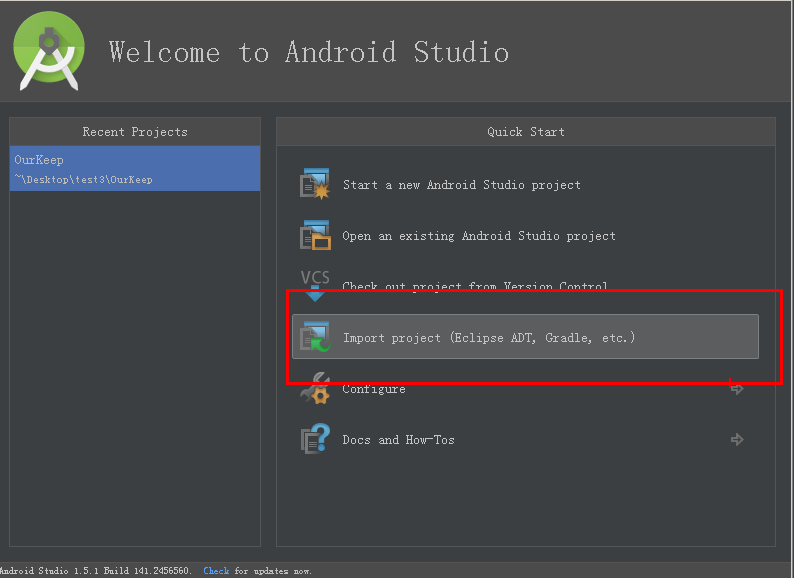 Welcome to Android Studio
Recent Projects
OurKeep
~\Desktop\test3\OurKeep
Quick Start
Start a new Android Studio project
Open an existing Android Studio project
VCS
Check out project from Version Control
Import project (Eclipse ADT, Gradle, etc.)
Configure
Docs and How-Tos
Android Studio 1.5.1 Build 141.2456560. Check for updates now.